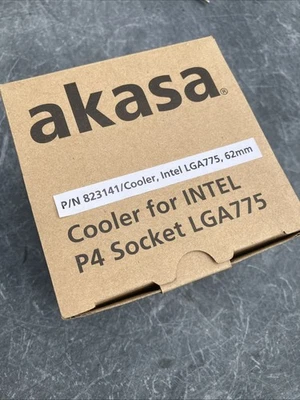 akasa®
P/N 823141/Cooler, Intel LGA775, 62mm
Cooler for INTEL
P4 Socket LGA775